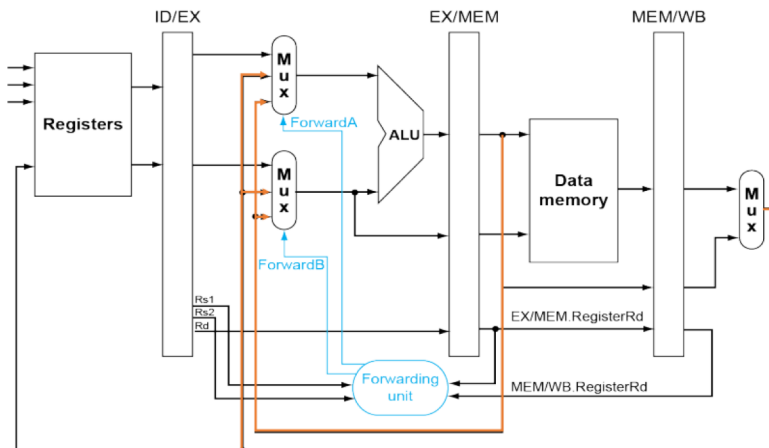 ID/EX
EX/MEM
MEM/WB
Registers
M
u
x
ForwardA
ALU
M
u
x
ForwardB
Data
memory
M
u
x
Rs1
Rs2
Rd
EX/MEM.RegisterRd
Forwarding
unit
MEM/WB.RegisterRd